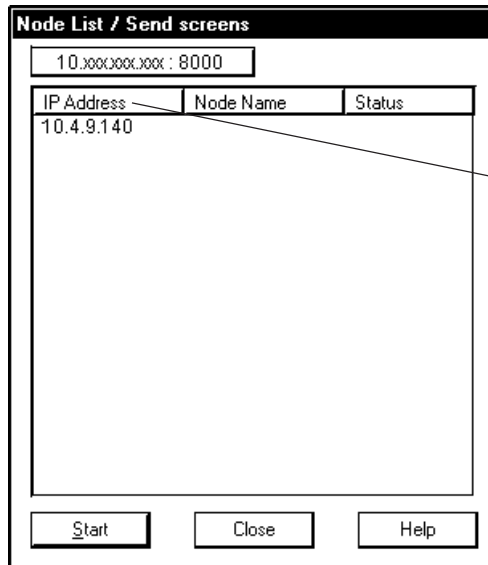 Node List / Send screens
10.xxx.xxx.xxx : 8000
IP Address Node Name Status
10.4.9.140
Start Close Help